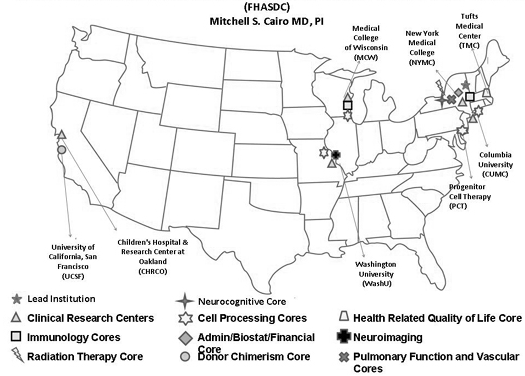 (FHASDC)
Mitchell S. Cairo MD, PI
Medical
College
of Wisconsin
(MCW)
New York
Medical
College
(NYMC)
Tufts
Medical
Center
(TMC)
Columbia
University
(CUMC)
Progenitor
Cell Therapy
(PCT)
Washington
University
(WashU)
Children's Hospital &
Research Center at
Oakland
(CHRCO)
University of
California, San
Francisco
(UCSF)
Lead Institution
Neurocognitive Core
Clinical Research Centers
Cell Processing Cores
Health Related Quality of Life Core
Immunology Cores
Admin/Biostat/Financial
Core
Neuroimaging
Radiation Therapy Core
Donor Chimerism Core
Pulmonary Function and Vascular
Cores